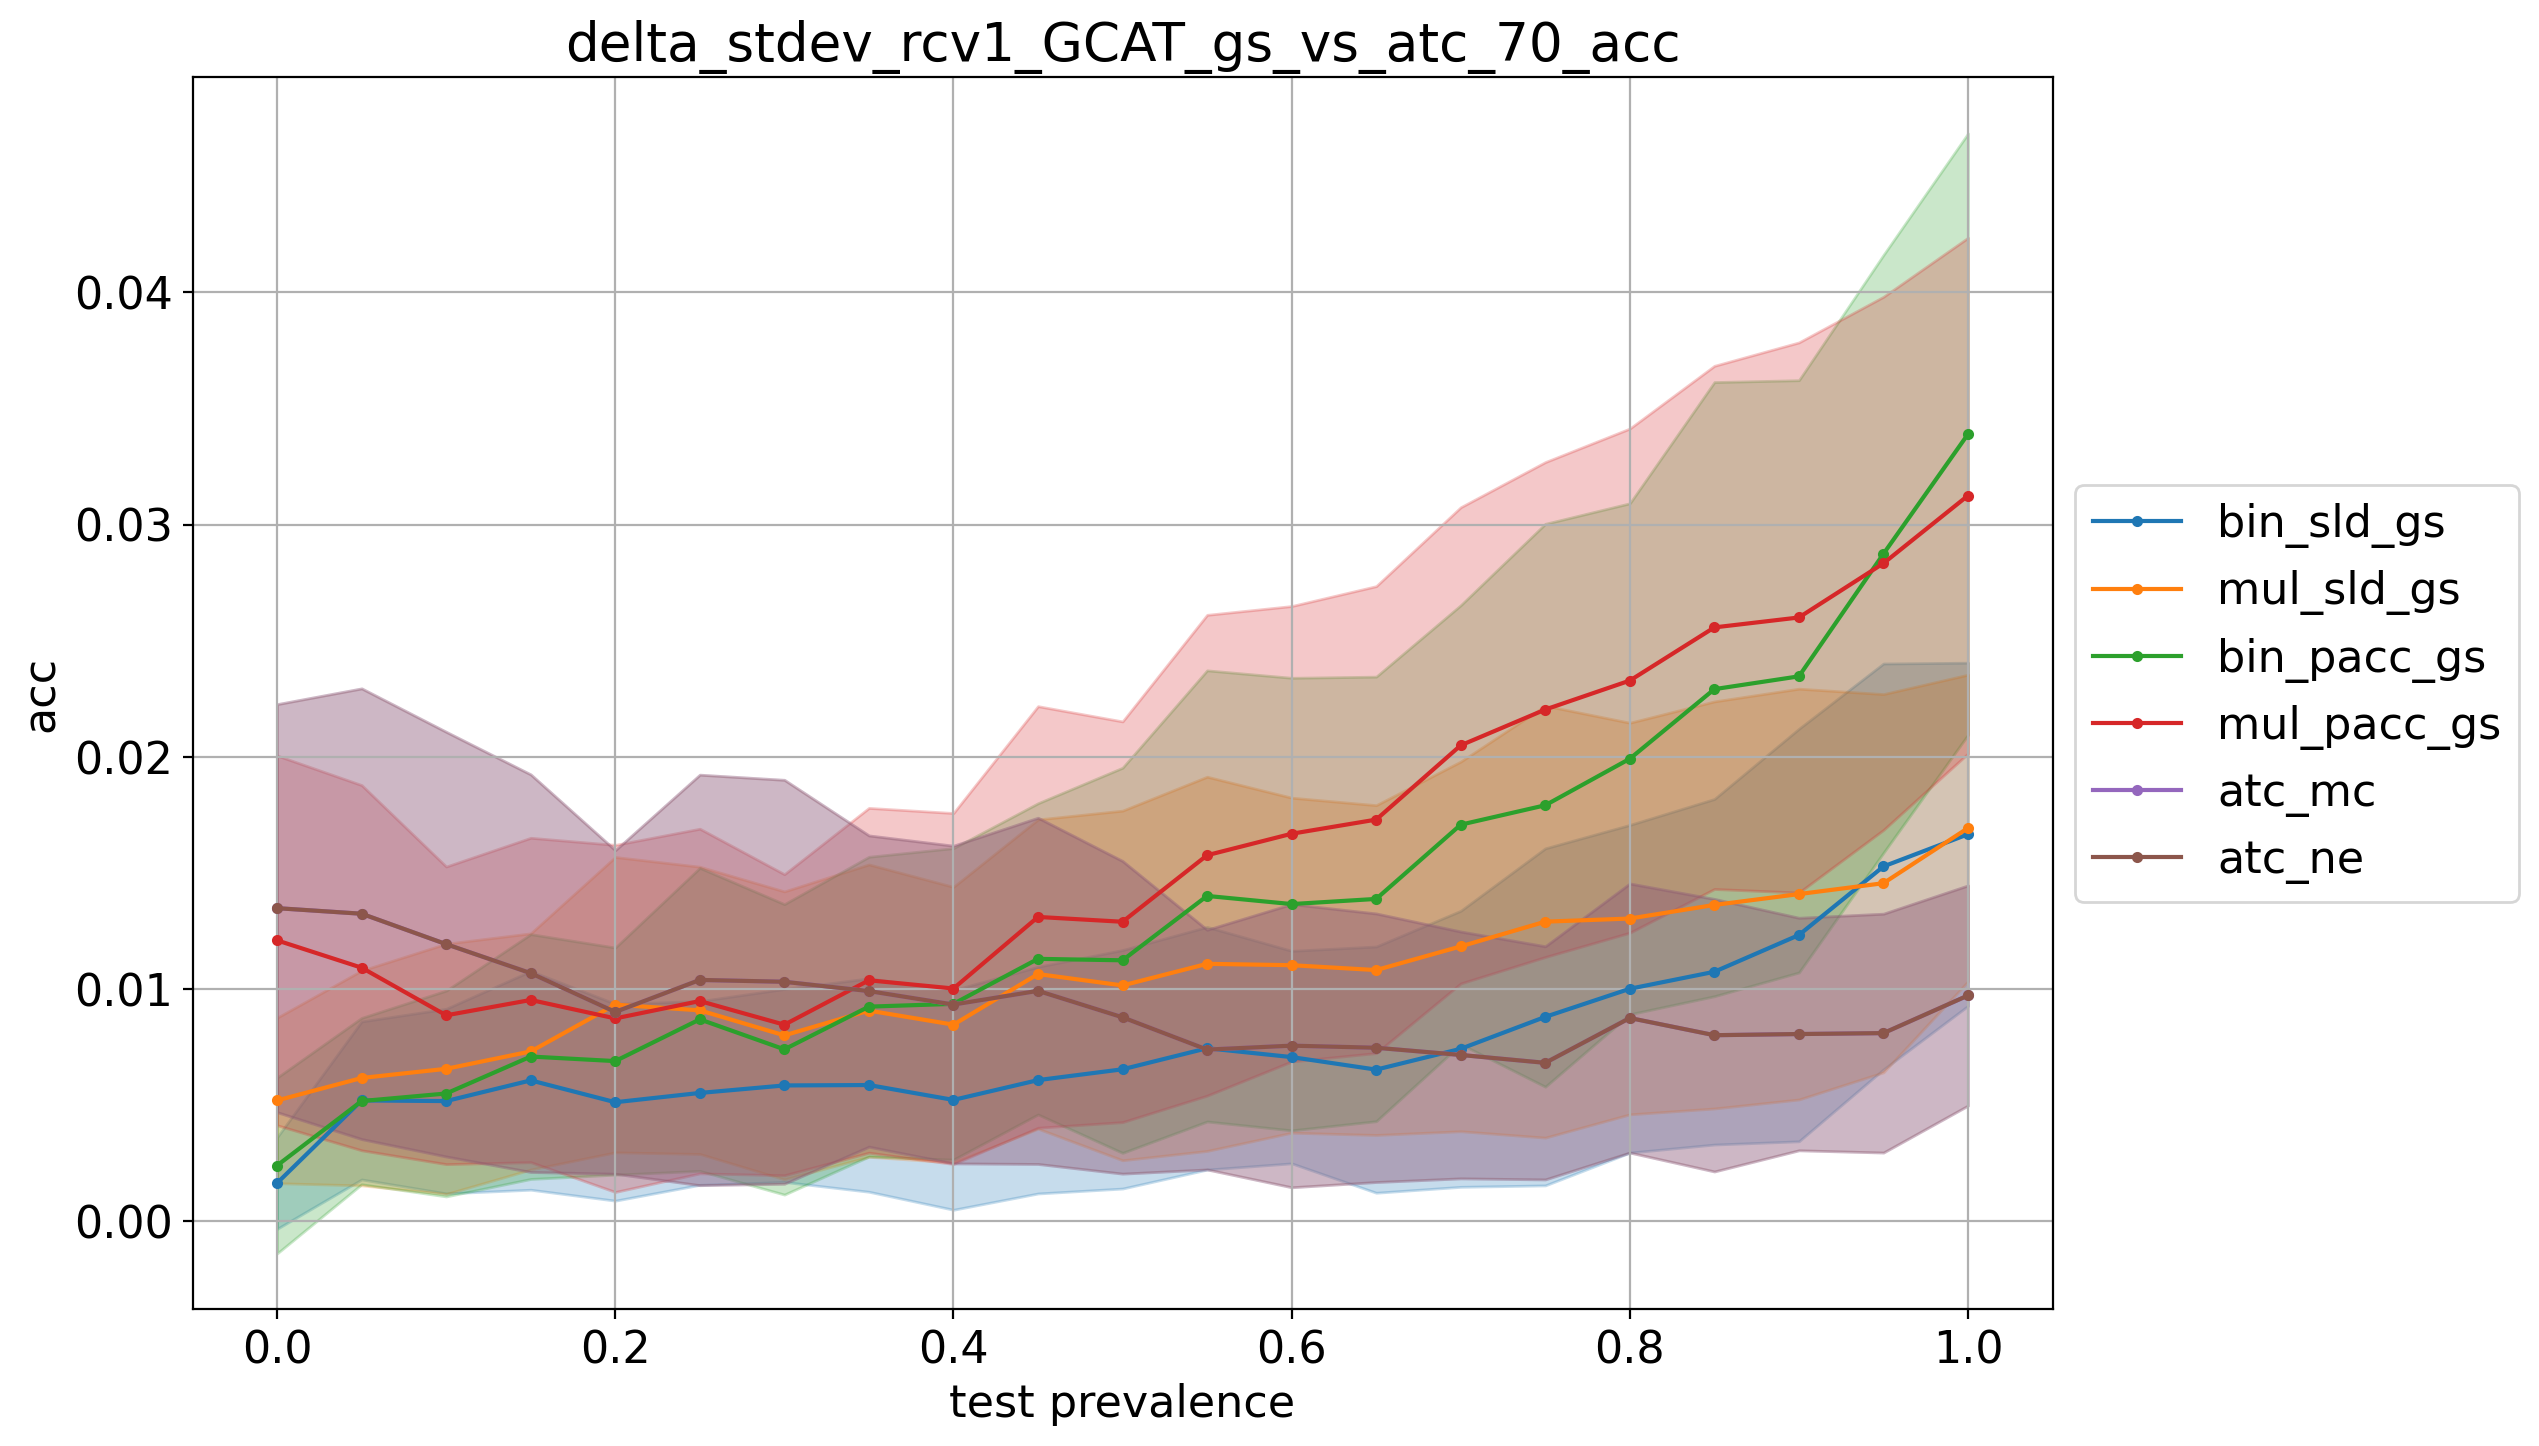 delta_stdev_rcv1_GCAT_gs_vs_atc_70_acc
acc
0.04
0.03
0.02
0.01
0.00
0.0 0.2 0.4 0.6 0.8 1.0
test prevalence
bin_sld_gs
mul_sld_gs
bin_pacc_gs
mul_pacc_gs
atc_mc
atc_ne